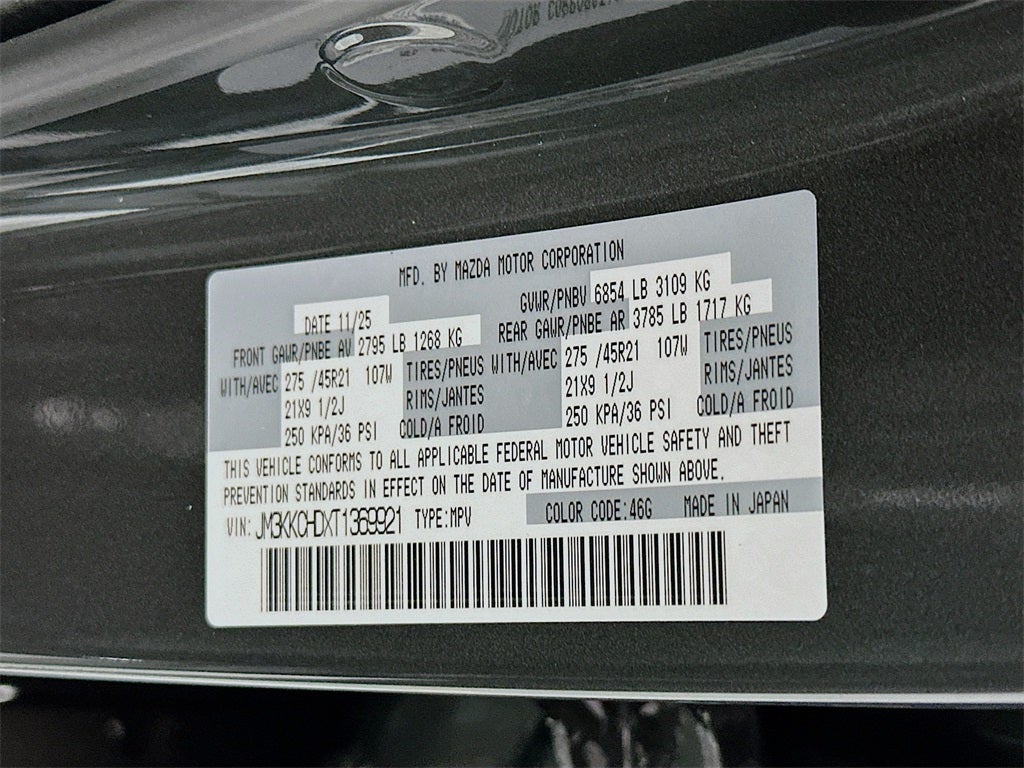 MFD. BY MAZDA MOTOR CORPORATION
DATE 11/25 GVWR/PNBV 6854 LB 3109 KG
FRONT GAWR/PNBE AV 2795 LB 1268 KG REAR GAWR/PNBE AR 3785 LB 1717 KG
WITH/AVEC 275 /45R21 107W TIRES/PNEUS WITH/AVEC 275 /45R21 107W TIRES/PNEUS
21X9 1/2J RIMS/JANTES 21X9 1/2J RIMS/JANTES
250 KPA/36 PSI COLD/A FROID 250 KPA/36 PSI COLD/A FROID
THIS VEHICLE CONFORMS TO ALL APPLICABLE FEDERAL MOTOR VEHICLE SAFETY AND THEFT
PREVENTION STANDARDS IN EFFECT ON THE DATE OF MANUFACTURE SHOWN ABOVE.
VIN: JM3KKCHDXT1369921 TYPE:MPV COLOR CODE:46G MADE IN JAPAN